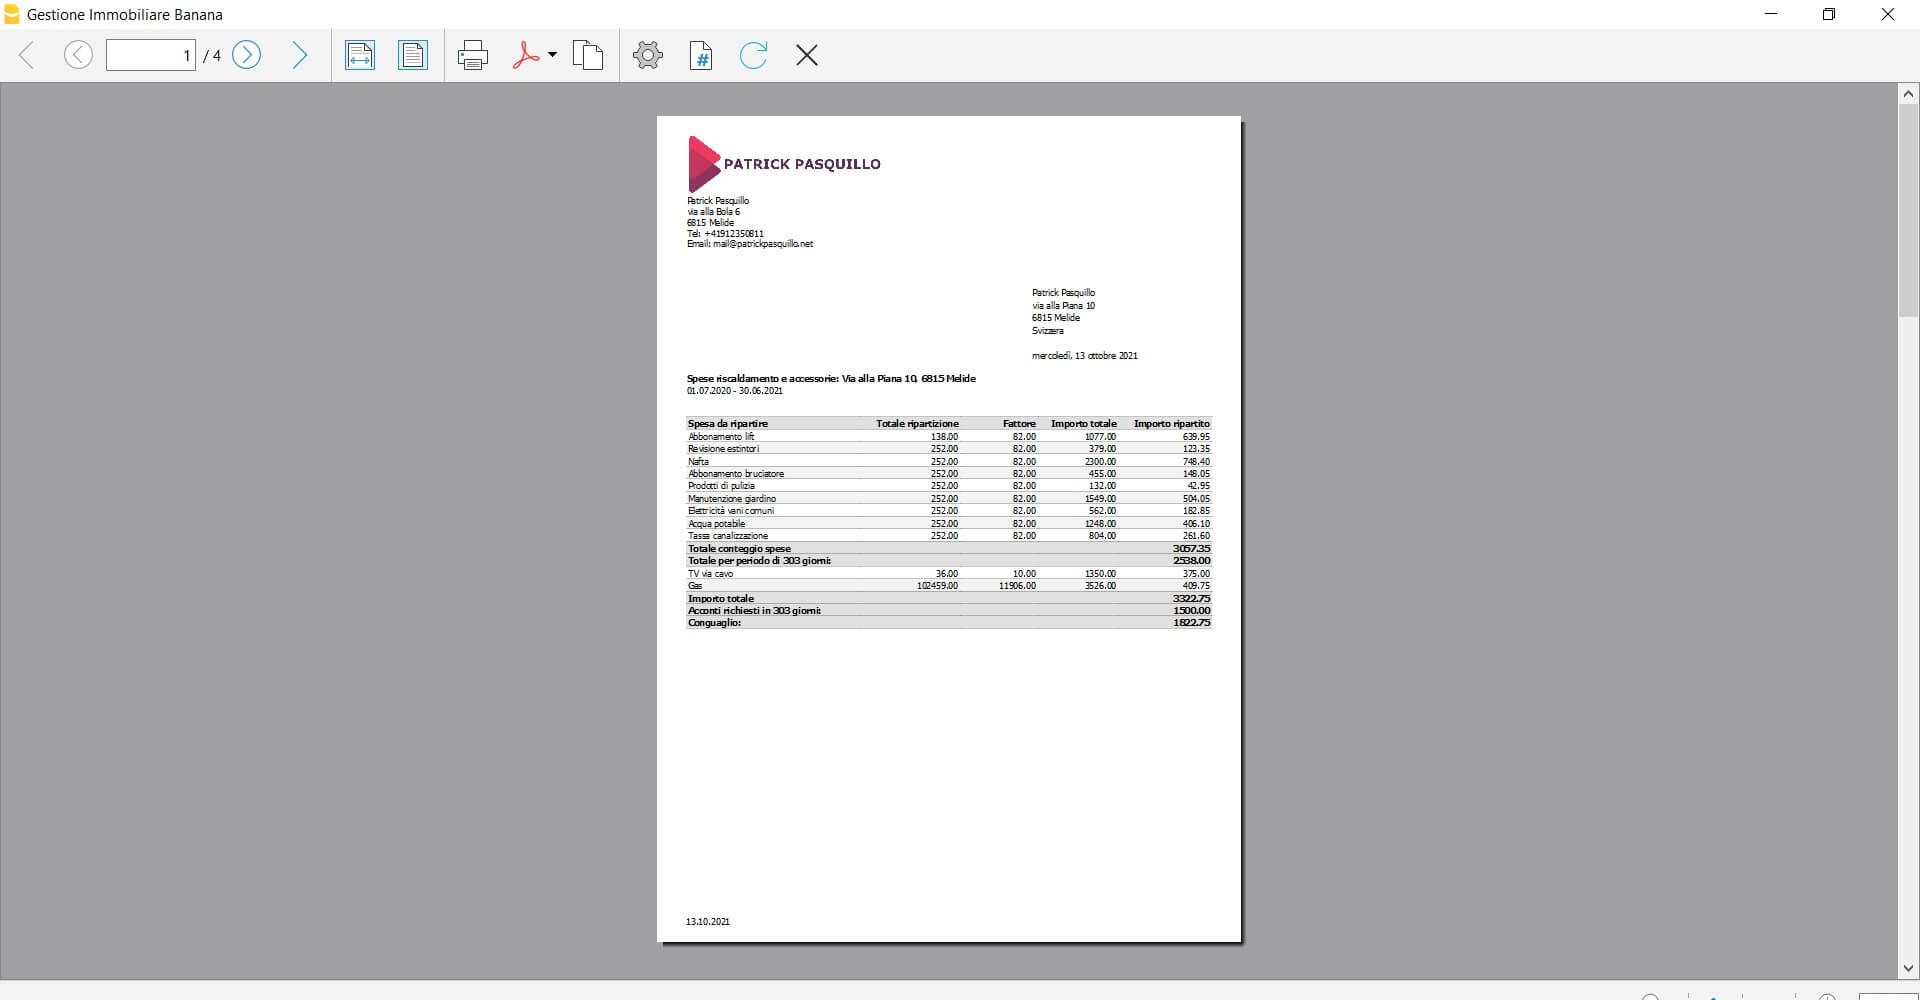 Gestione Immobiliare Banana
1 / 4
PATRICK PASQUILLO
Patrick Pasquillo
via alla Bola 6
6815 Melide
Tel: +41912350811
Email: mail@patrickpasquillo.net
Patrick Pasquillo
via alla Piana 10
6815 Melide
Svizzera
mercoledì, 13 ottobre 2021
Spese riscaldamento e accessorie: Via alla Piana 10, 6815 Melide
01.07.2020 - 30.06.2021
Spesa da ripartire Totale ripartizione Fattore Importo totale Importo ripartito
Abbonamento lift 138.00 82.00 1077.00 639.95
Revisione estintori 252.00 82.00 379.00 123.35
Nafta 252.00 82.00 2300.00 748.40
Abbonamento bruciatore 252.00 82.00 455.00 148.05
Prodotti di pulizia 252.00 82.00 132.00 42.95
Manutenzione giardino 252.00 82.00 1549.00 504.05
Elettricità vani comuni 252.00 82.00 562.00 182.85
Acqua potabile 252.00 82.00 1248.00 406.10
Tassa canalizzazione 252.00 82.00 804.00 261.60
Totale conteggio spese 3057.35
Totale per periodo di 303 giorni: 2538.00
TV via cavo 36.00 10.00 1350.00 375.00
Gas 102459.00 11906.00 3526.00 409.75
Importo totale 3322.75
Acconti richiesti in 303 giorni: 1500.00
Conguaglio: 1822.75
13.10.2021